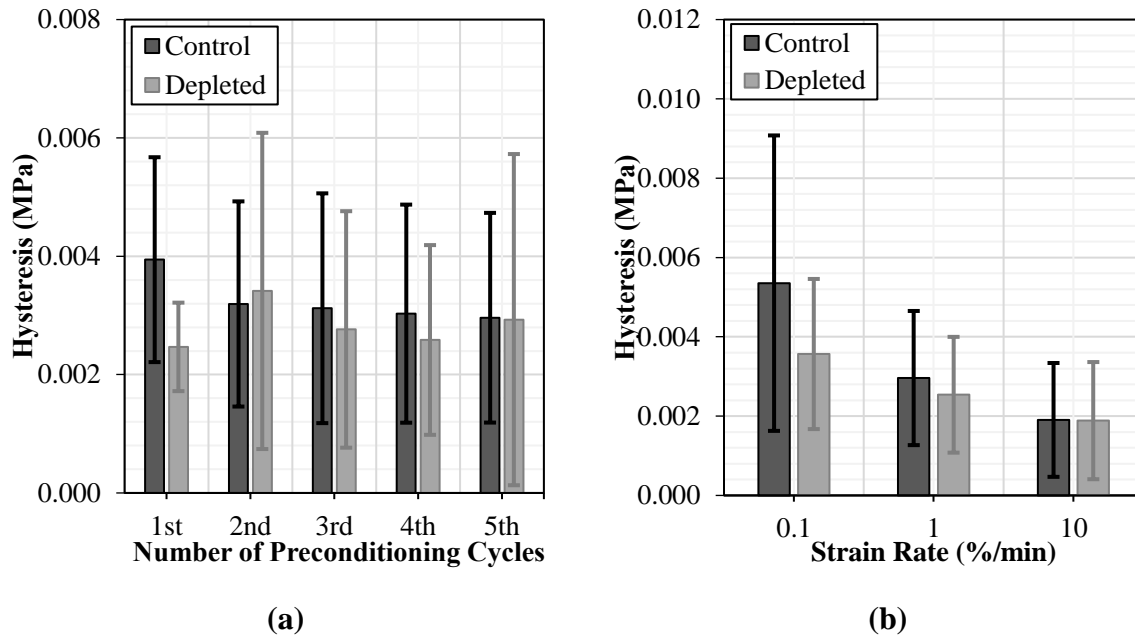 0.008
0.006
0.004
0.002
0.000
Hysteresis (MPa)
Control
Depleted
1st 2nd 3rd 4th 5th
Number of Preconditioning Cycles
(a)
0.012
0.010
0.008
0.006
0.004
0.002
0.000
Hysteresis (MPa)
Control
Depleted
0.1 1 10
Strain Rate (%/min)
(b)